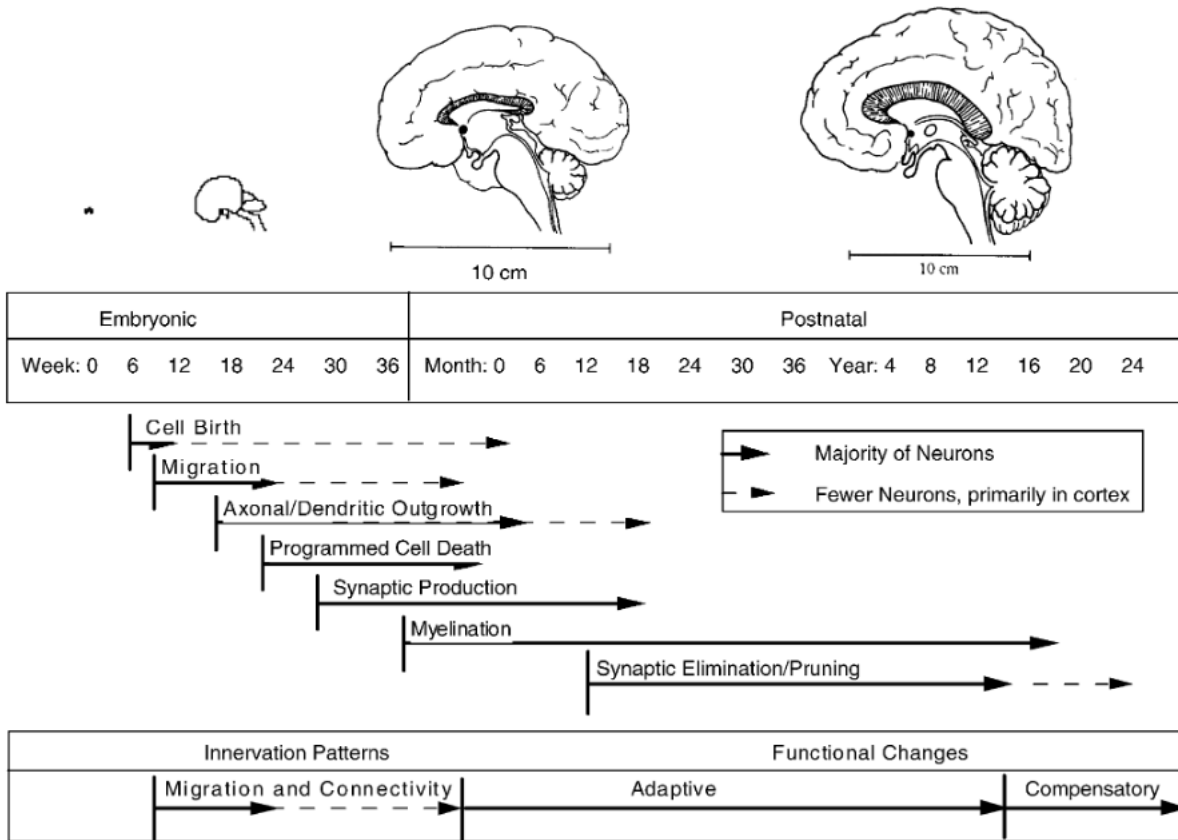 10 cm
10 cm
Embryonic Postnatal
Week: 0 6 12 18 24 30 36 Month: 0 6 12 18 24 30 36 Year: 4 8 12 16 20 24
Cell Birth
Migration
Axonal/Dendritic Outgrowth
Programmed Cell Death
Synaptic Production
Myelination
Synaptic Elimination/Pruning
Majority of Neurons
Fewer Neurons, primarily in cortex
Innervation Patterns Functional Changes
Migration and Connectivity Adaptive Compensatory